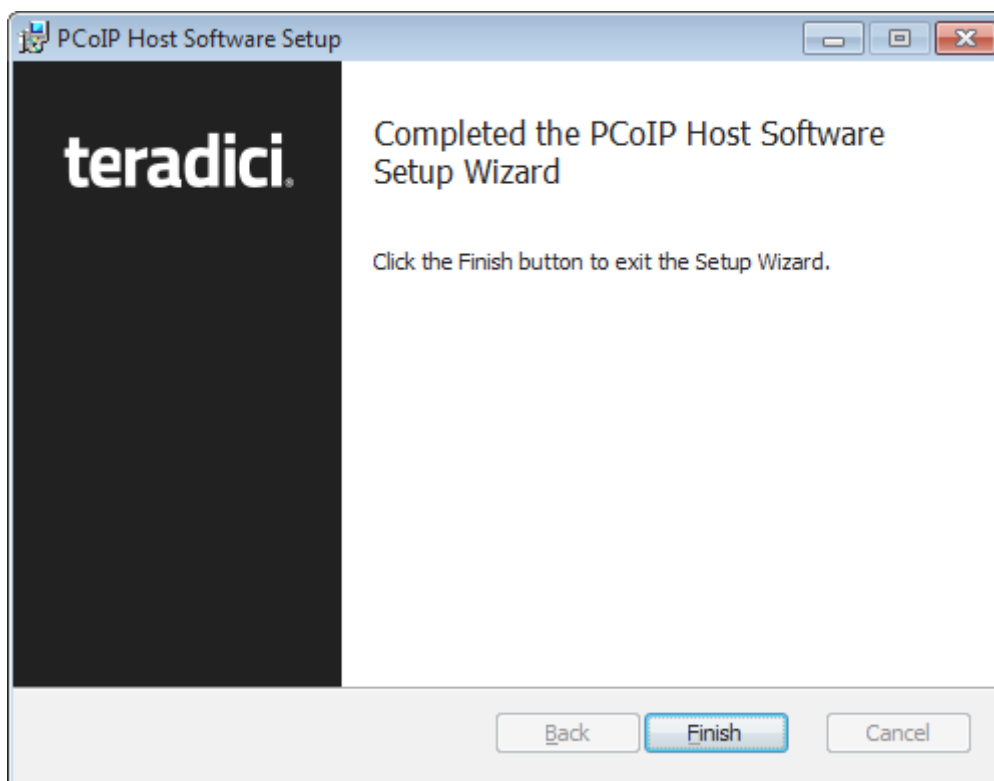 PCoIP Host Software Setup
teradici®
Completed the PCoIP Host Software
Setup Wizard
Click the Finish button to exit the Setup Wizard.
Back
Finish
Cancel